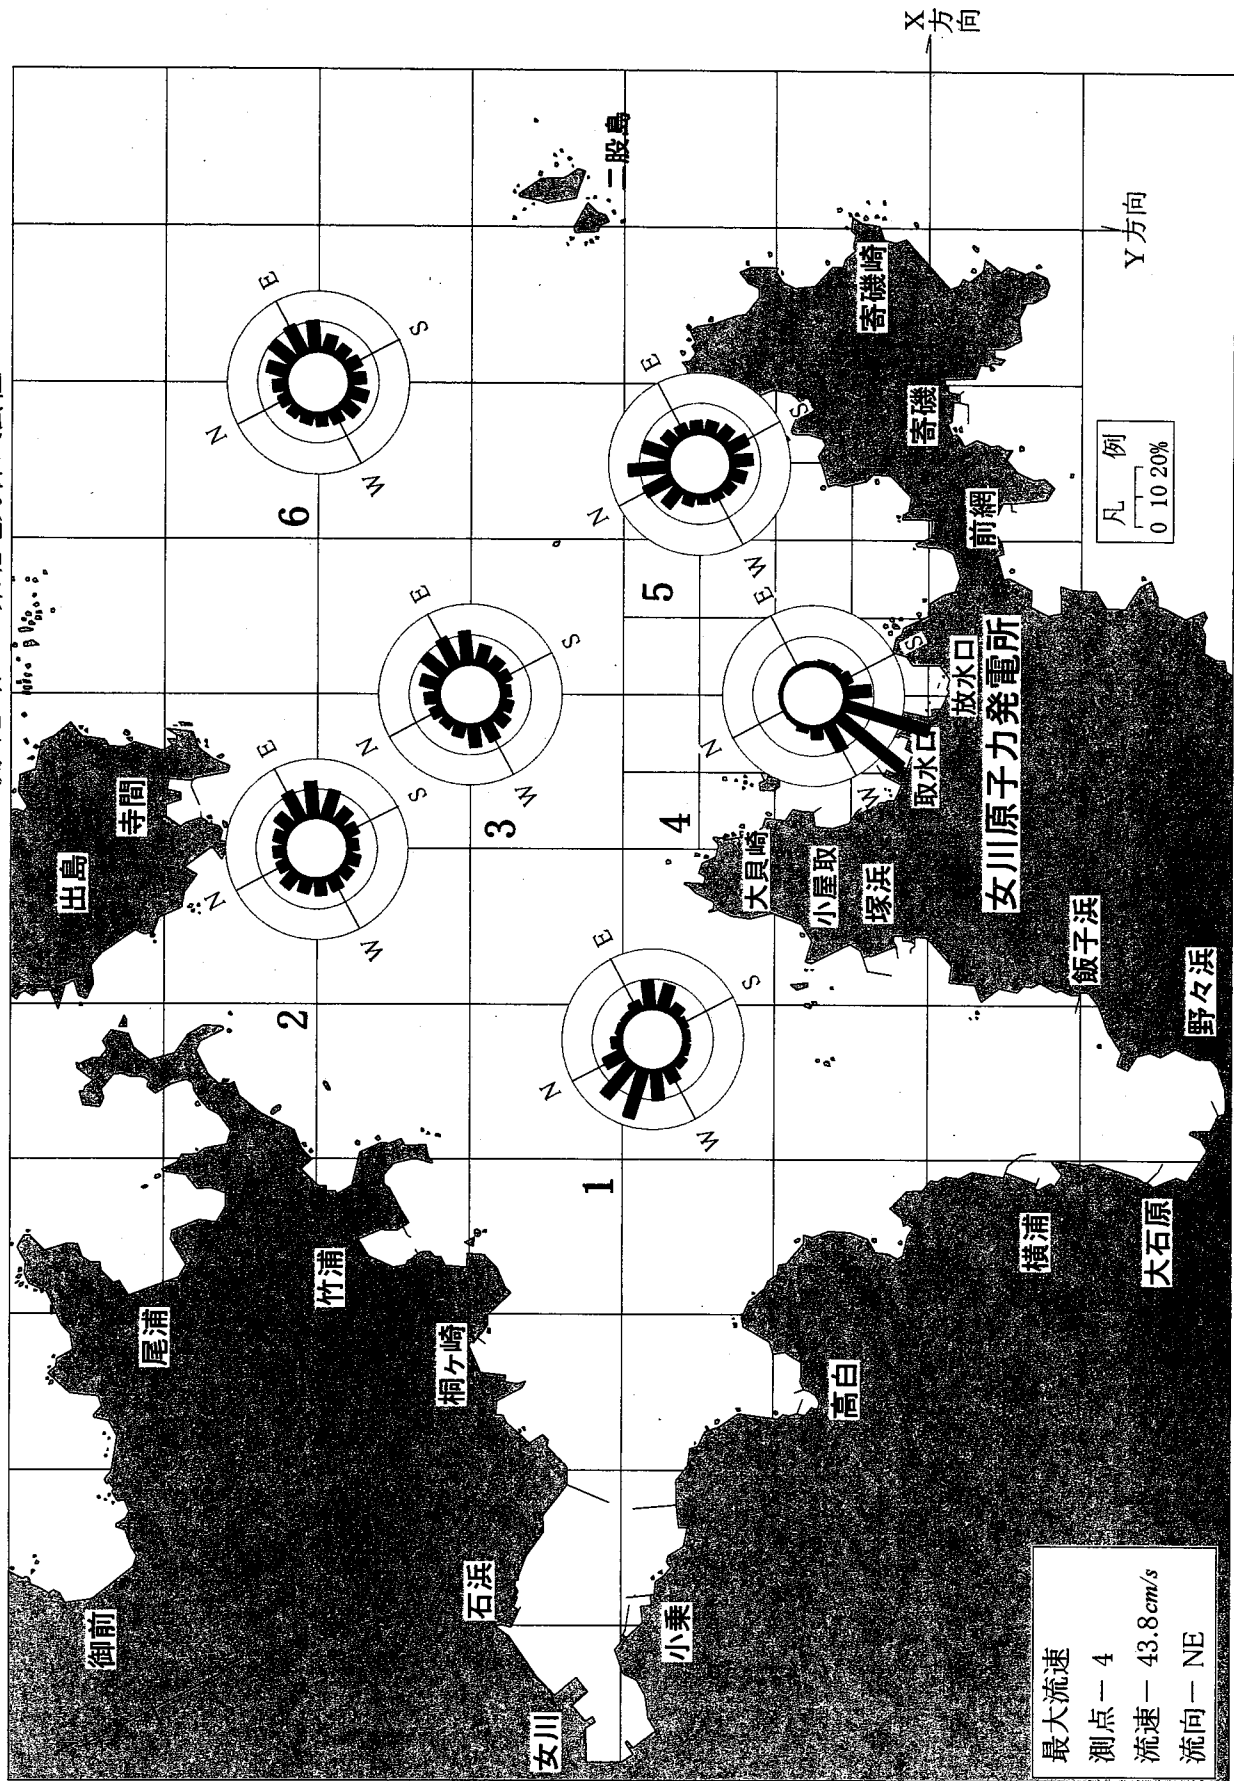 X方向
Y方向
二股島
寄磯崎
寄磯
前網
凡 例
0 10 20%
6
N
E
S
W
5
N
E
S
W
3
N
E
S
W
2
N
E
S
W
4
N
E
S
W
1
N
E
S
W
出島
寺間
放水口
取水口
女川原子力発電所
大貝崎
小屋取
塚浜
飯子浜
野々浜
大石原
横浦
高白
竹浦
尾浦
桐ヶ崎
御前
石浜
小乗
女川
最大流速
測点－4
流速－43.8cm/s
流向－NE